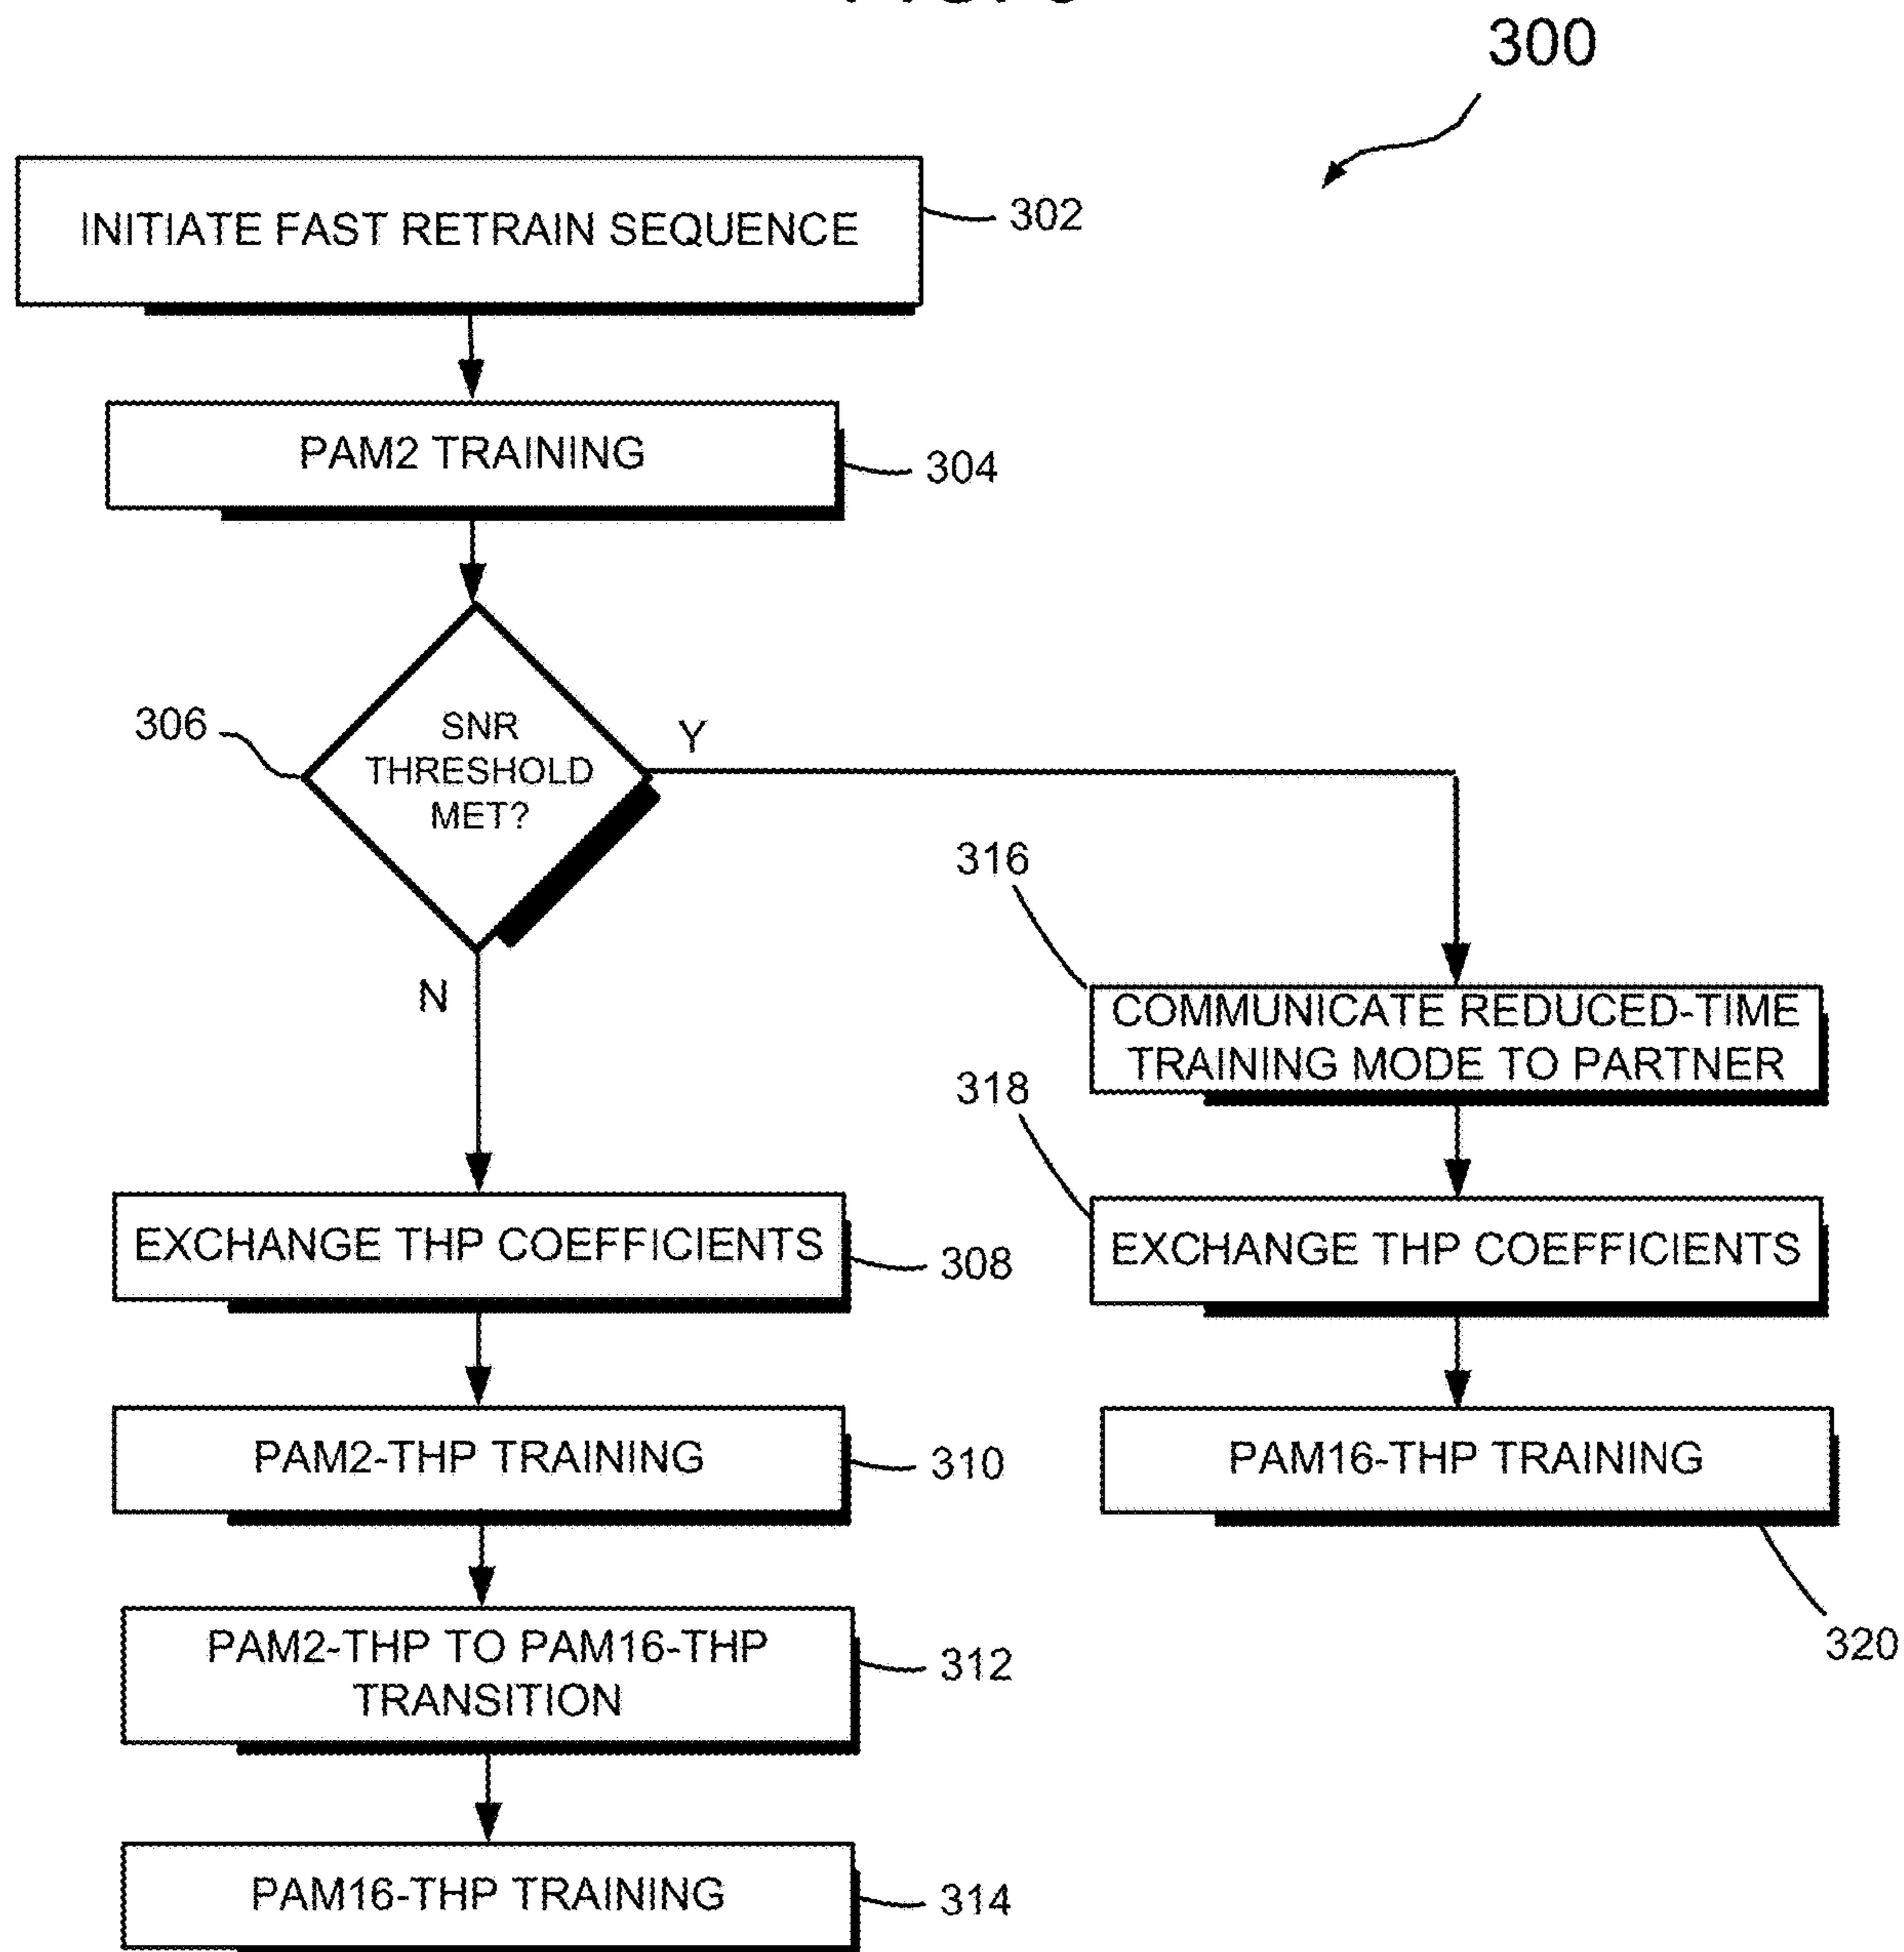 300
INITIATE FAST RETRAIN SEQUENCE
302
PAM2 TRAINING
304
306
SNR
THRESHOLD
MET?
Y
N
316
COMMUNICATE REDUCED-TIME
TRAINING MODE TO PARTNER
318
EXCHANGE THP COEFFICIENTS
308
EXCHANGE THP COEFFICIENTS
PAM2-THP TRAINING
310
PAM16-THP TRAINING
320
PAM2-THP TO PAM16-THP
TRANSITION
312
PAM16-THP TRAINING
314